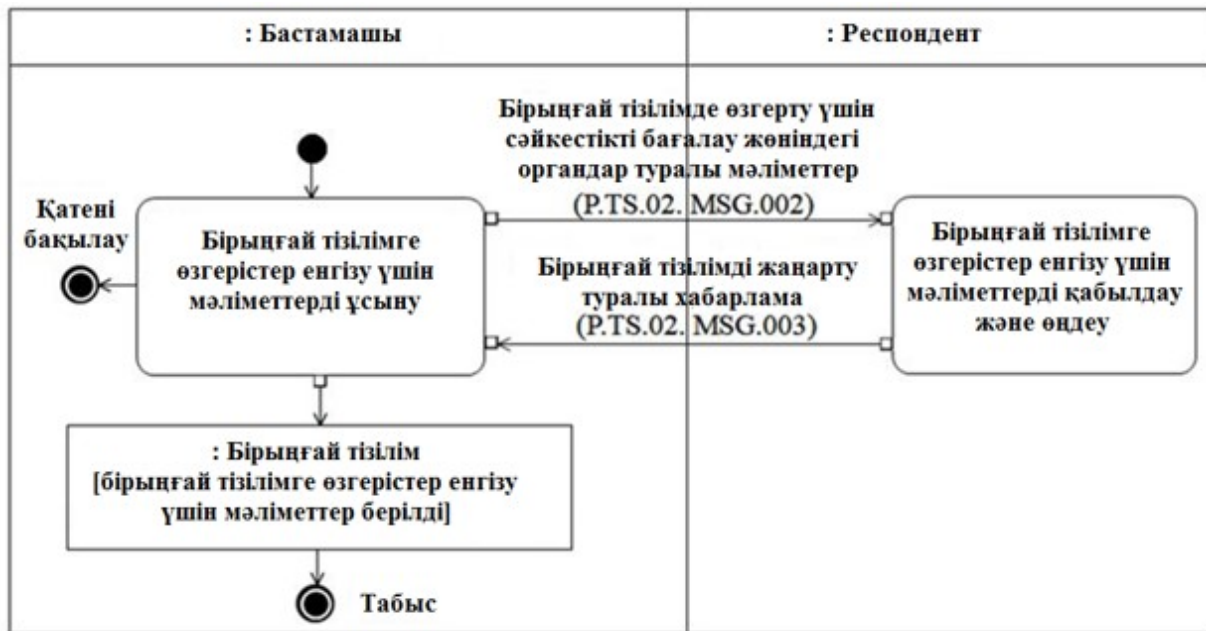 : Бастамашы
: Респондент
Бірыңғай тізілімде өзгерту үшін
сәйкестікті бағалау жөніндегі
органдар туралы мәліметтер
(P.TS.02. MSG.002)
Қатені
бақылау
Бірыңғай тізілімге
өзгерістер енгізу үшін
мәліметтерді ұсыну
Бірыңғай тізілімді жаңарту
туралы хабарлама
(P.TS.02. MSG.003)
Бірыңғай тізілімге
өзгерістер енгізу үшін
мәліметтерді қабылдау
және өңдеу
: Бірыңғай тізілім
[бірыңғай тізілімге өзгерістер енгізу
үшін мәліметтер берілді]
Табыс